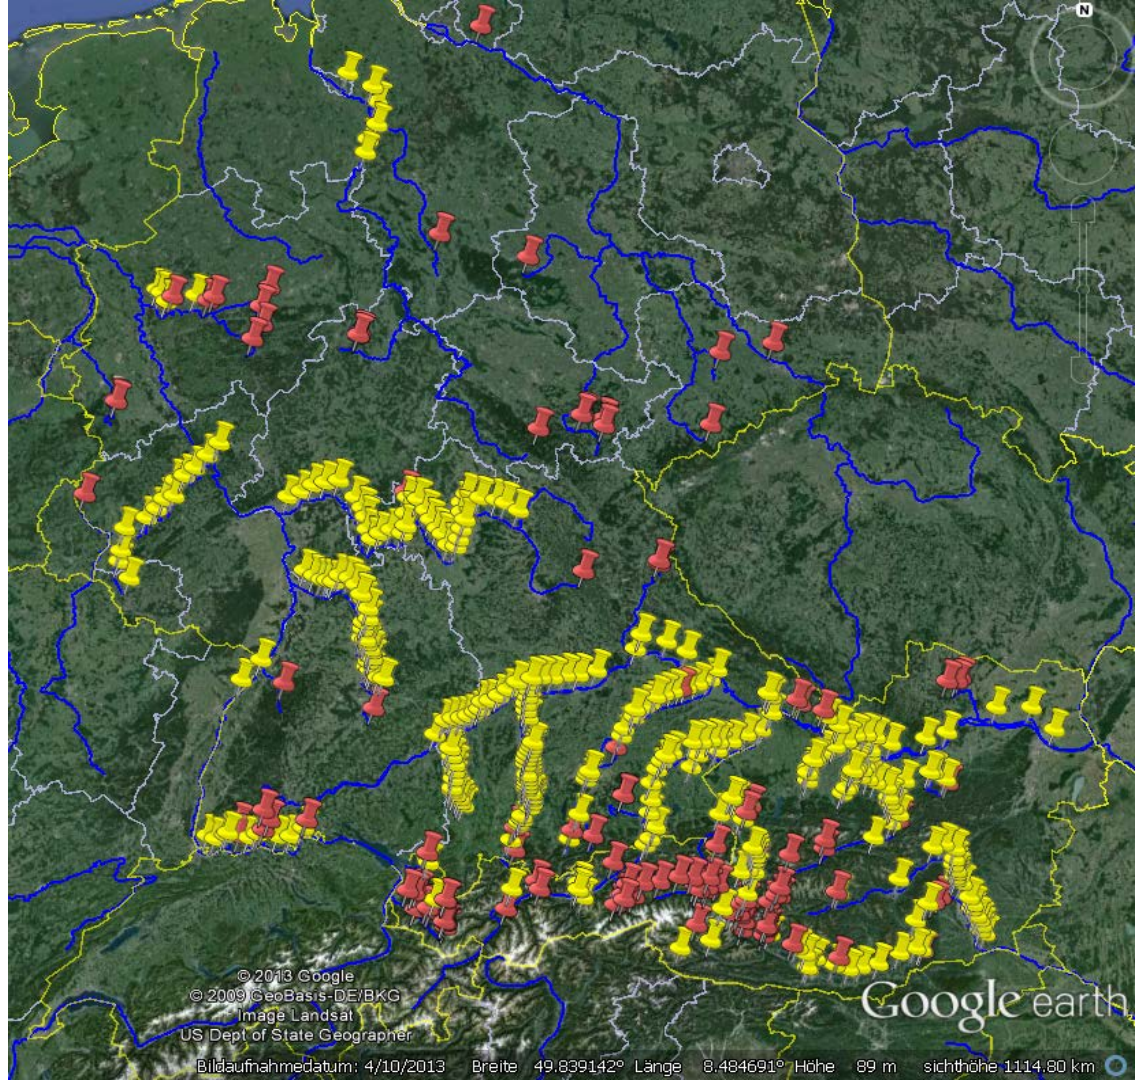 N
© 2013 Google
© 2009 GeoBasis-DE/BKG
Image Landsat
US Dept of State Geographer
Google earth
Bildaufnahmedatum: 4/10/2013 Breite 49.839142° Länge 8.484691° Höhe 89 m sichthöhe 1114.80 km